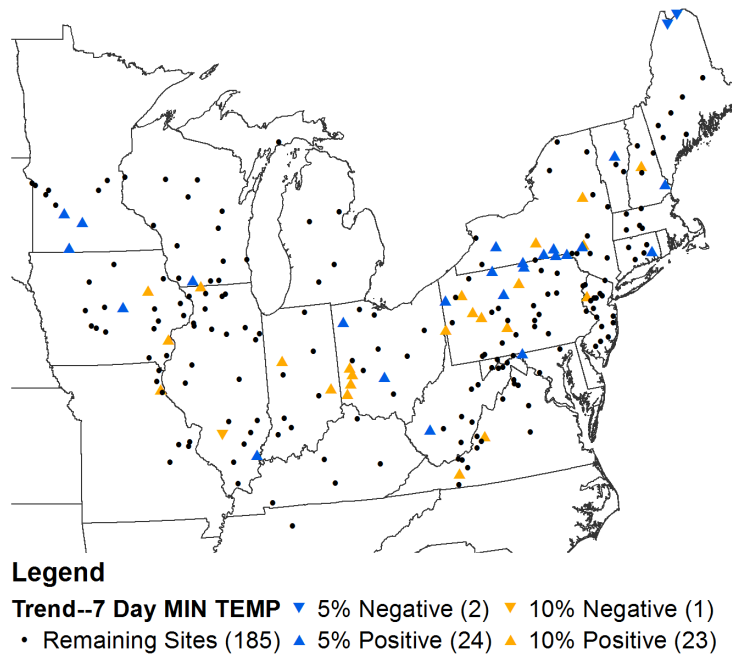 Legend
Trend--7 Day MIN TEMP ▼ 5% Negative (2) ▼ 10% Negative (1)
• Remaining Sites (185) ▲ 5% Positive (24) ▲ 10% Positive (23)